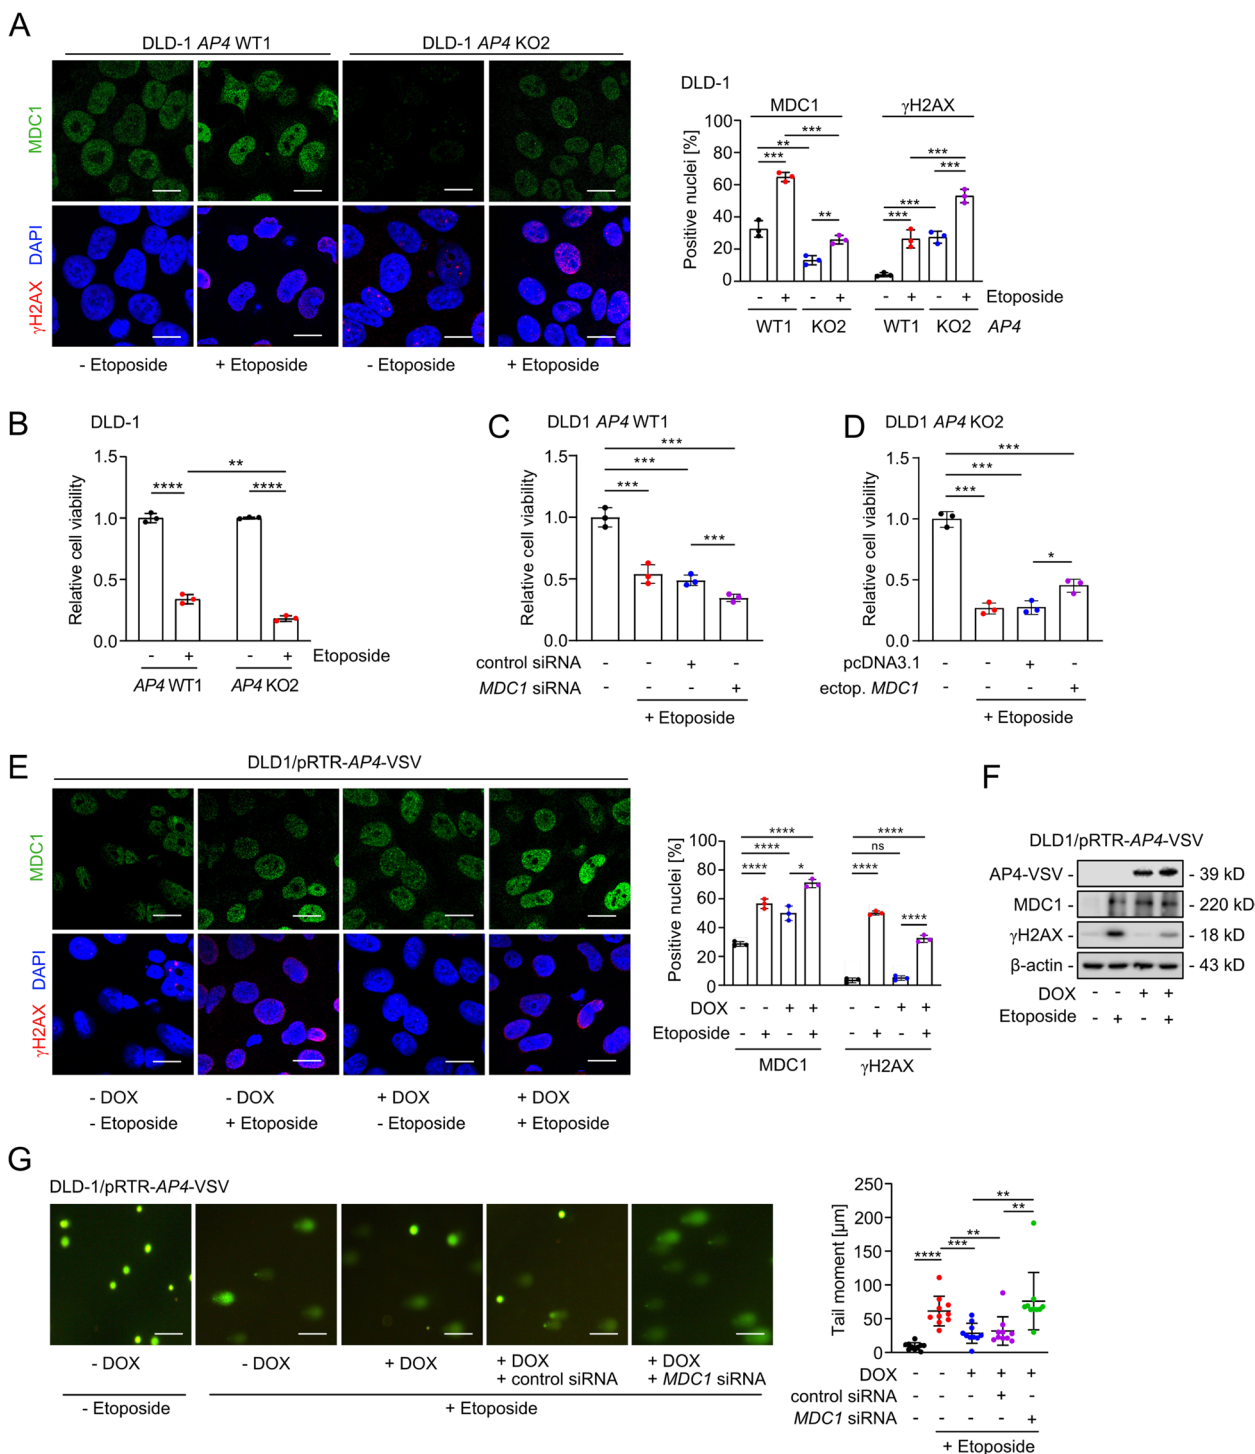 A
DLD-1 AP4 WT1
DLD-1 AP4 KO2
MDC1
γH2AX DAPI
- Etoposide
+ Etoposide
- Etoposide
+ Etoposide
DLD-1
MDC1
γH2AX
Positive nuclei [%]
100
80
60
40
20
0
** *** *** ** *** *** *** ***
- + - + - + - + Etoposide
WT1 KO2 WT1 KO2 AP4
B
DLD-1
Relative cell viability
1.5
1.0
0.5
0.0
**
**** ****
- + - + Etoposide
AP4 WT1 AP4 KO2
C
DLD1 AP4 WT1
Relative cell viability
1.5
1.0
0.5
0.0
***
***
***
***
control siRNA - - + -
MDC1 siRNA - - - +
+ Etoposide
D
DLD1 AP4 KO2
Relative cell viability
1.5
1.0
0.5
0.0
***
***
***
*
pcDNA3.1 - - + -
ectop. MDC1 - - - +
+ Etoposide
E
DLD1/pRTR-AP4-VSV
MDC1
γH2AX DAPI
- DOX - DOX + DOX + DOX
- Etoposide + Etoposide - Etoposide + Etoposide
Positive nuclei [%]
100
80
60
40
20
0
**** ****
**** ns
**** * ****
****
DOX - - + + - - + +
Etoposide - + - + - + - +
MDC1 γH2AX
F
DLD1/pRTR-AP4-VSV
AP4-VSV - - 39 kD
MDC1 - - 220 kD
γH2AX - - 18 kD
β-actin - - 43 kD
DOX - - + +
Etoposide - + - +
G
DLD-1/pRTR-AP4-VSV
- DOX
- DOX
+ DOX
+ DOX
+ control siRNA
+ DOX
+ MDC1 siRNA
- Etoposide
+ Etoposide
Tail moment [µm]
250
200
150
100
50
0
**
**
**
***
****
DOX - - + + +
control siRNA - - - + -
MDC1 siRNA - - - - +
+ Etoposide